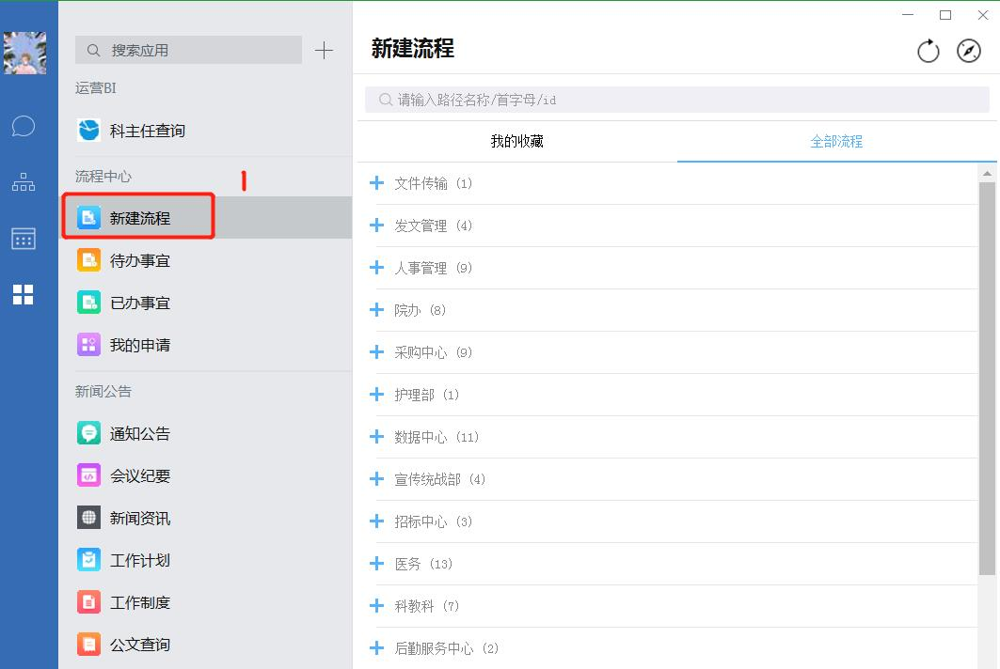 搜索应用
运营BI
科主任查询
流程中心
1
新建流程
待办事宜
已办事宜
我的申请
新闻公告
通知公告
会议纪要
新闻资讯
工作计划
工作制度
公文查询
新建流程
请输入路径名称/首字母/id
我的收藏
全部流程
文件传输 (1)
发文管理 (4)
人事管理 (9)
院办 (8)
采购中心 (9)
护理部 (1)
数据中心 (11)
宣传统战部 (4)
招标中心 (3)
医务 (13)
科教科 (7)
后勤服务中心 (2)